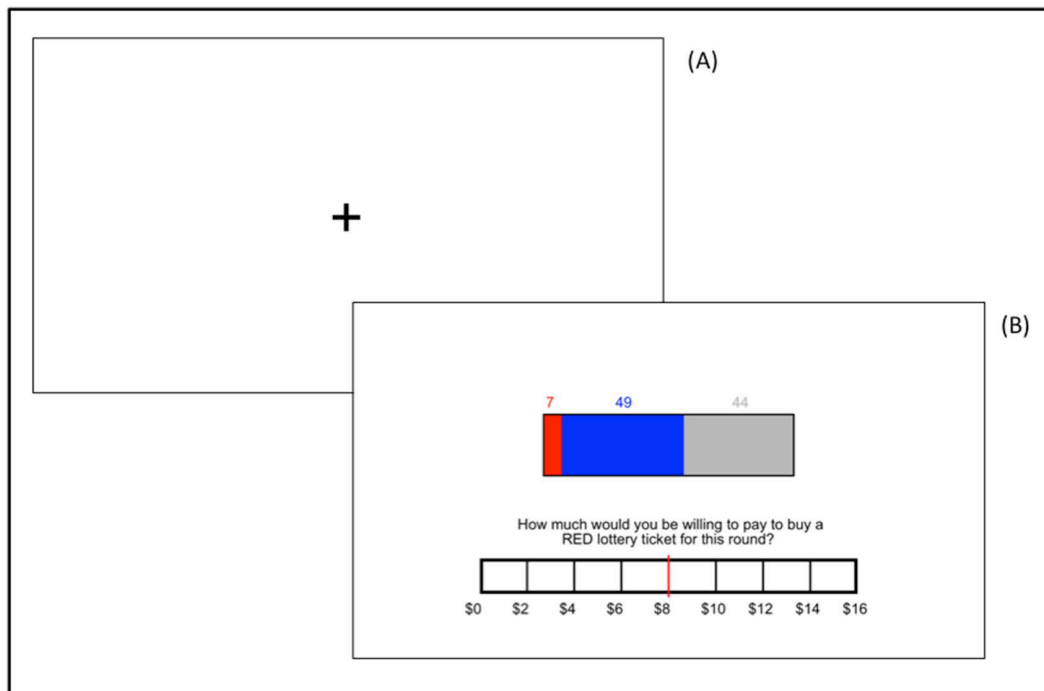 (A)
(B)
7 49 44
How much would you be willing to pay to buy a
RED lottery ticket for this round?
$0 $2 $4 $6 $8 $10 $12 $14 $16